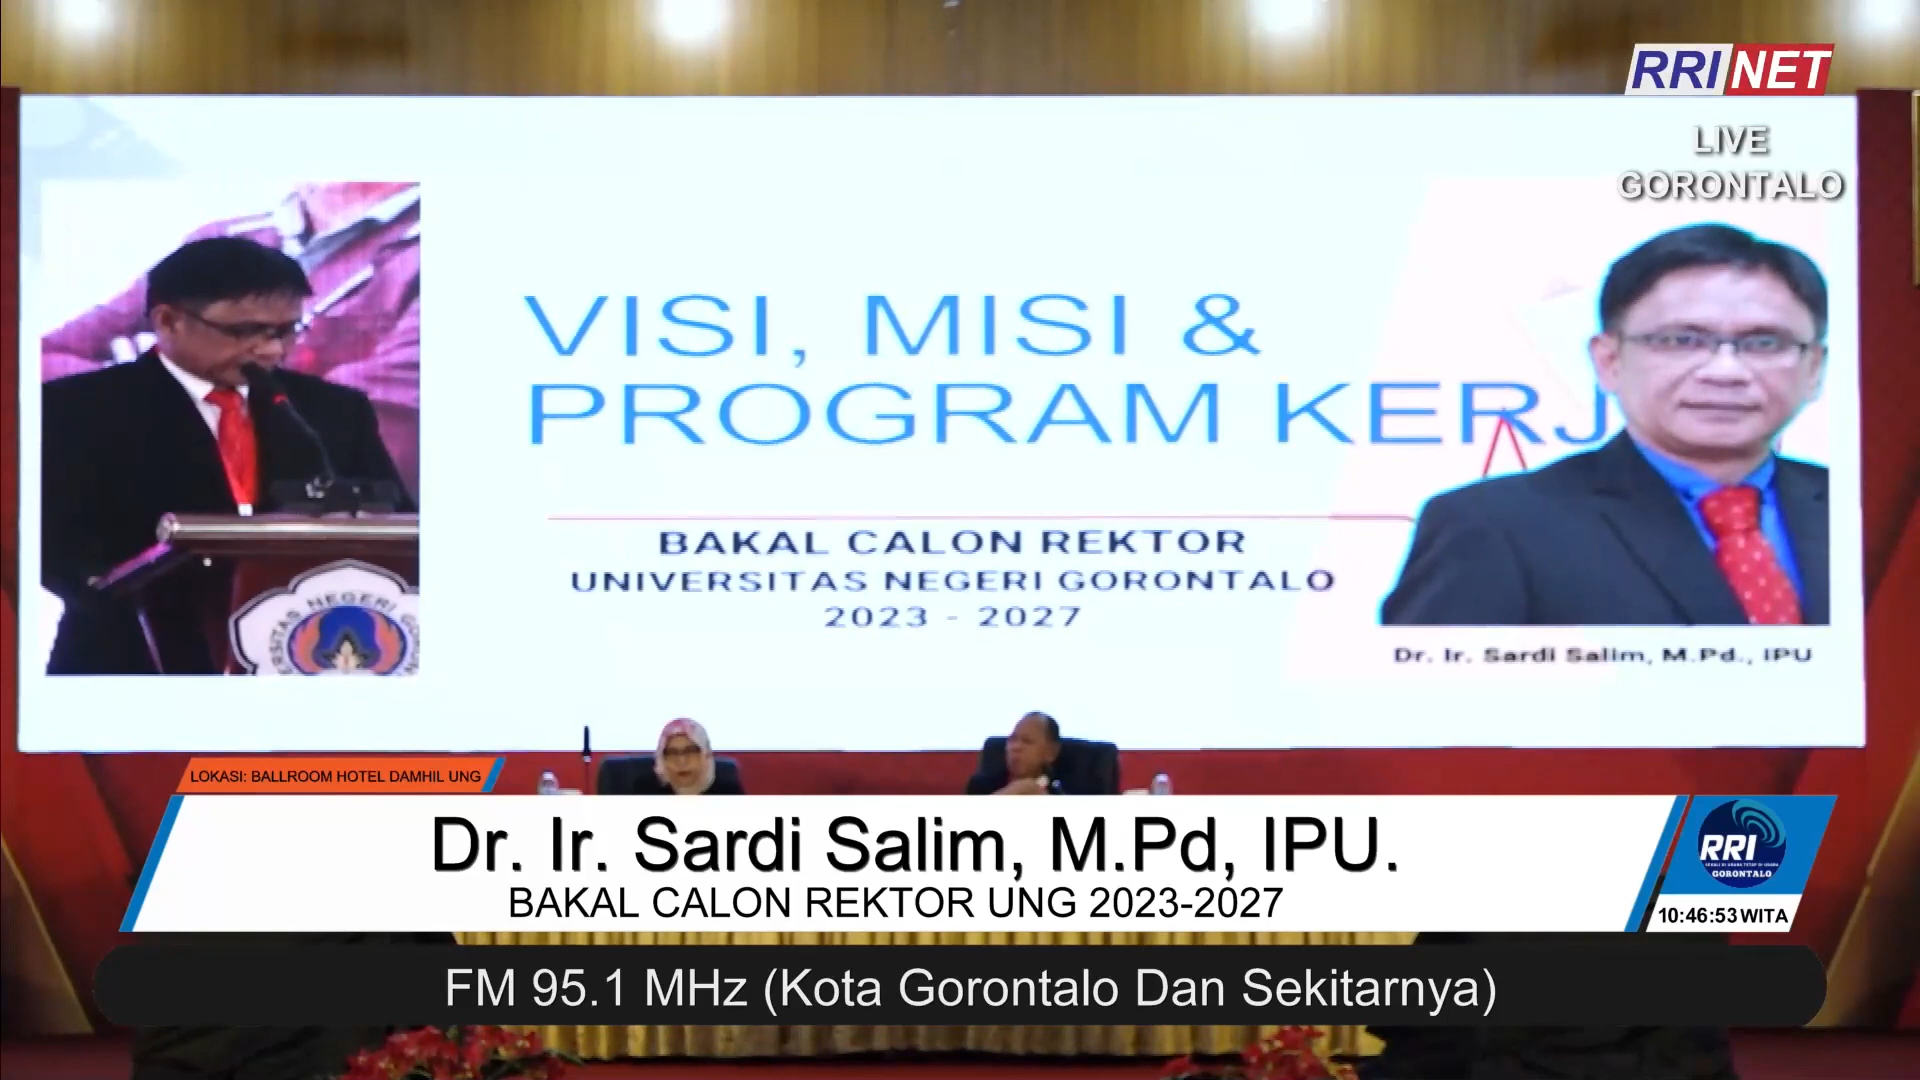 RRI NET
LIVE
GORONTALO
VISI, MISI &
PROGRAM KERJ
BAKAL CALON REKTOR
UNIVERSITAS NEGERI GORONTALO
2023 - 2027
Dr. Ir. Sardi Salim, M.Pd., IPU
NEGERI
LOKASI: BALLROOM HOTEL DAMHIL UNG
Dr. Ir. Sardi Salim, M.Pd, IPU.
BAKAL CALON REKTOR UNG 2023-2027
RRI
GORONTALO
10:46:53 WITA
FM 95.1 MHz (Kota Gorontalo Dan Sekitarnya)